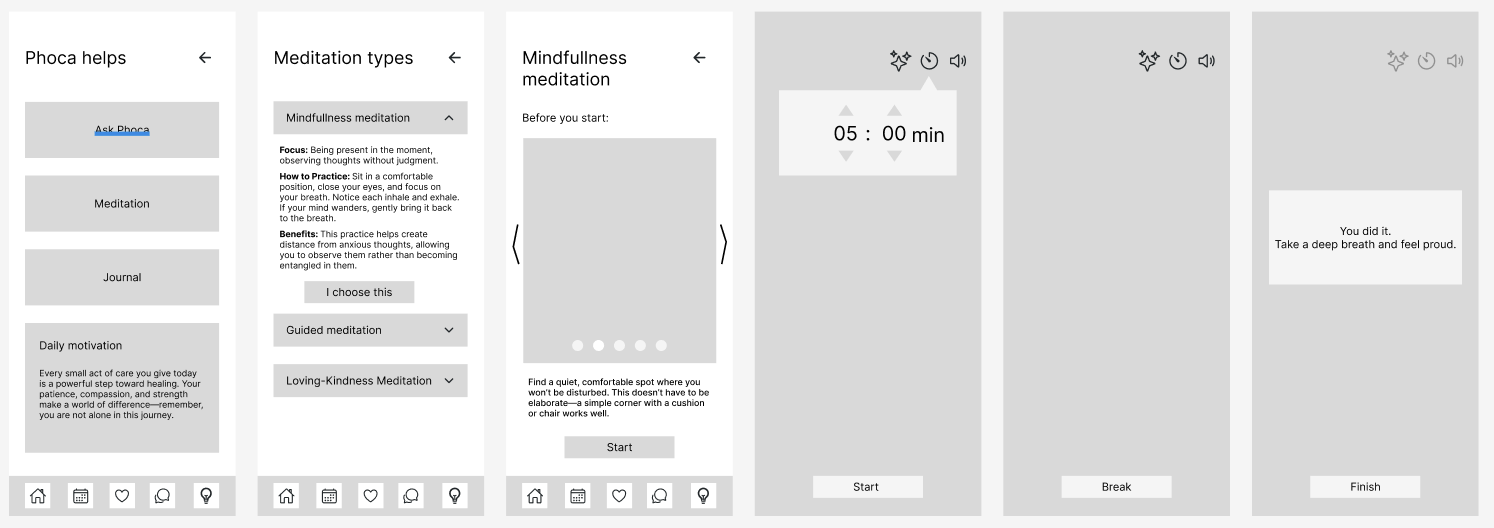 Phoca helps
Ask Phoca
Meditation
Journal
Daily motivation
Every small act of care you give today
is a powerful step toward healing. Your
patience, compassion, and strength
make a world of difference—remember,
you are not alone in this journey.
Meditation types
Mindfullness meditation
Focus: Being present in the moment,
observing thoughts without judgment.
How to Practice: Sit in a comfortable
position, close your eyes, and focus on
your breath. Notice each inhale and exhale.
If your mind wanders, gently bring it back
to the breath.
Benefits: This practice helps create
distance from anxious thoughts, allowing
you to observe them rather than becoming
entangled in them.
I choose this
Guided meditation
Loving-Kindness Meditation
Mindfullness
meditation
Before you start:
Find a quiet, comfortable spot where you
won't be disturbed. This doesn't have to be
elaborate—a simple corner with a cushion
or chair works well.
Start
05 : 00 min
Start
Break
You did it.
Take a deep breath and feel proud.
Finish